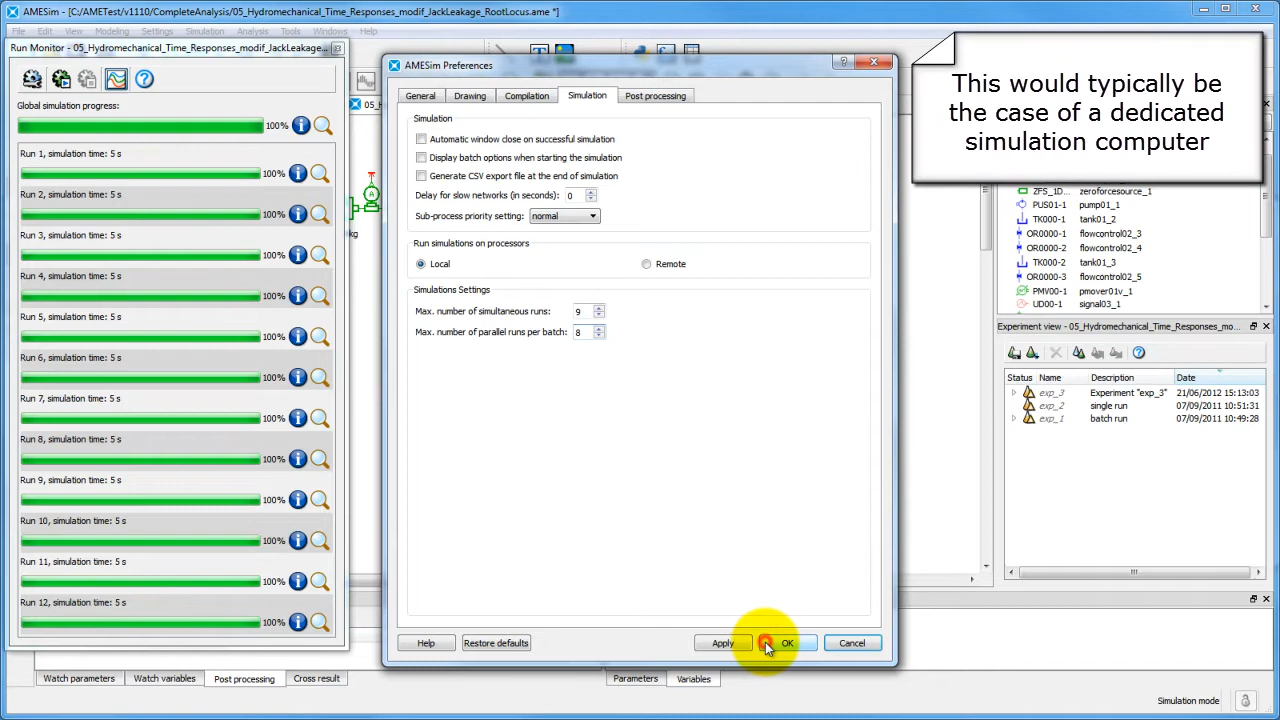 AMESim - [C:/AMETest/v1110/CompleteAnalysis/05_Hydromechanical_Time_Responses_modif_JackLeakage_RootLocus.ame *]
File Edit View Modeling Settings Simulation Analysis Tools Windows Help
Run Monitor - 05_Hydromechanical_Time_Responses_modif_JackLeakage_RootLocus...
Global simulation progress:
100%
Run 1, simulation time: 5 s
100%
Run 2, simulation time: 5 s
100%
Run 3, simulation time: 5 s
100%
Run 4, simulation time: 5 s
100%
Run 5, simulation time: 5 s
100%
Run 6, simulation time: 5 s
100%
Run 7, simulation time: 5 s
100%
Run 8, simulation time: 5 s
100%
Run 9, simulation time: 5 s
100%
Run 10, simulation time: 5 s
100%
Run 11, simulation time: 5 s
100%
Run 12, simulation time: 5 s
100%
AMESim Preferences
General Drawing Compilation Simulation Post processing
Simulation
Automatic window close on successful simulation
Display batch options when starting the simulation
Generate CSV export file at the end of simulation
Delay for slow networks (in seconds): 0
Sub-process priority setting: normal
Run simulations on processors
Local Remote
Simulations Settings
Max. number of simultaneous runs: 9
Max. number of parallel runs per batch: 8
Help Restore defaults Apply OK Cancel
This would typically be
the case of a dedicated
simulation computer
ZFS_1D... zeroforcesource_1
PUS01-1 pump01_1
TK000-1 tank01_2
OR0000-1 flowcontrol02_3
OR0000-2 flowcontrol02_4
TK000-2 tank01_3
OR0000-3 flowcontrol02_5
PMV00-1 pmover01v_1
UD00-1 signal03_1
Experiment view - 05_Hydromechanical_Time_Responses_mo...
Status Name Description Date
exp_3 Experiment "exp_3" 21/06/2012 15:13:03
exp_2 single run 07/09/2011 10:51:31
exp_1 batch run 07/09/2011 10:49:28
Watch parameters Watch variables Post processing Cross result
Parameters Variables
Simulation mode